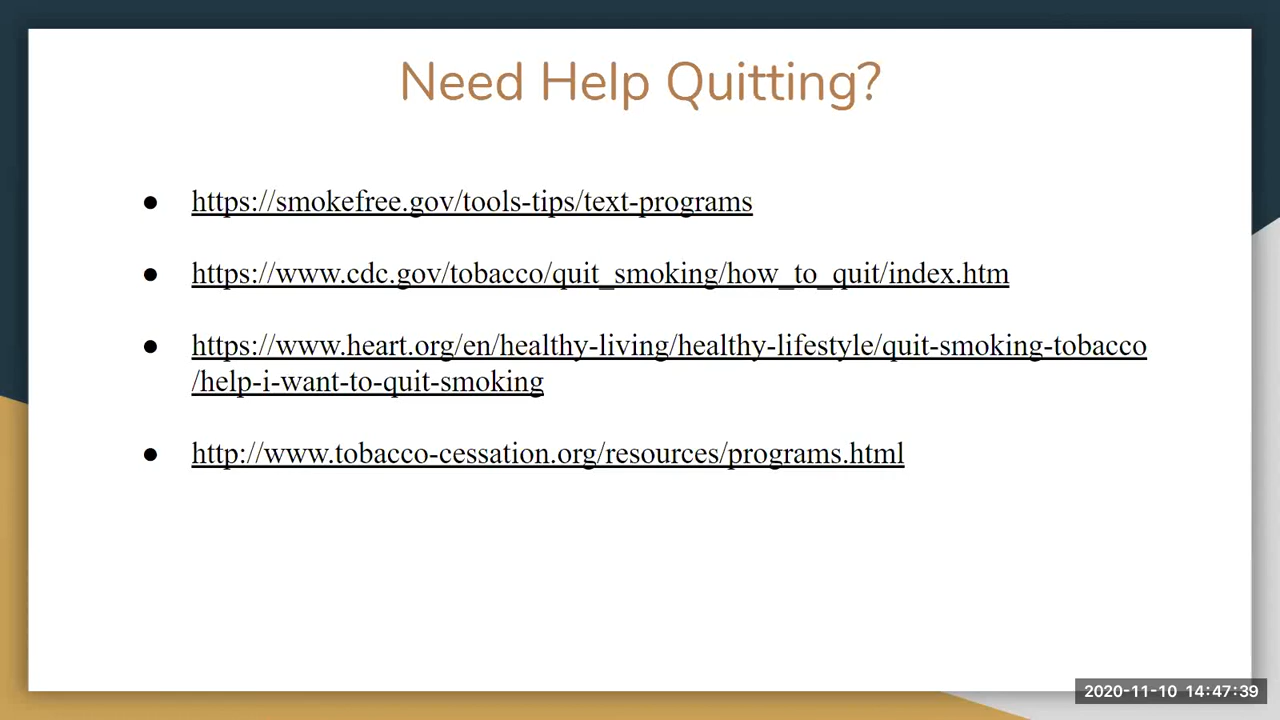 Need Help Quitting?
● https://smokefree.gov/tools-tips/text-programs
● https://www.cdc.gov/tobacco/quit_smoking/how_to_quit/index.htm
● https://www.heart.org/en/healthy-living/healthy-lifestyle/quit-smoking-tobacco
/help-i-want-to-quit-smoking
● http://www.tobacco-cessation.org/resources/programs.html
2020-11-10 14:47:39